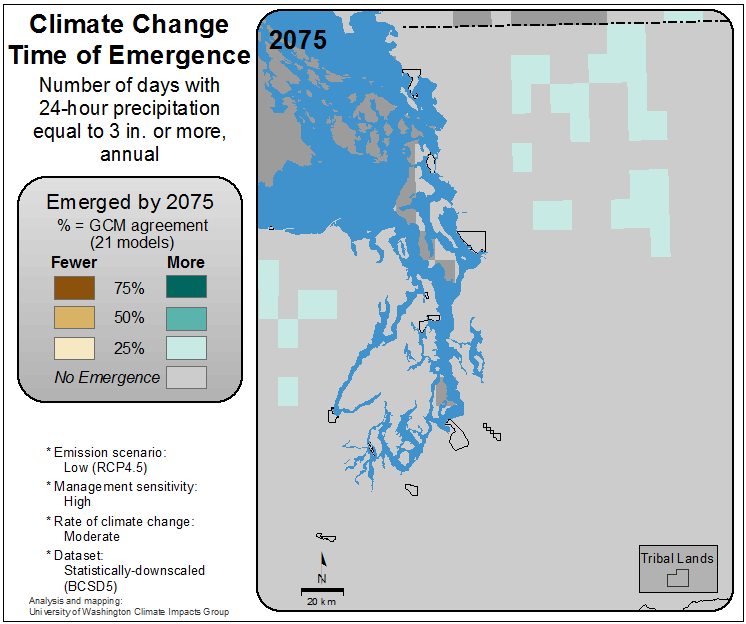 Climate Change
Time of Emergence
Number of days with
24-hour precipitation
equal to 3 in. or more,
annual
Emerged by 2075
% = GCM agreement
(21 models)
Fewer More
75%
50%
25%
No Emergence
* Emission scenario:
Low (RCP4.5)
* Management sensitivity:
High
* Rate of climate change:
Moderate
* Dataset:
Statistically-downscaled
(BCSD5)
Analysis and mapping:
University of Washington Climate Impacts Group
2075
N
20 km
Tribal Lands